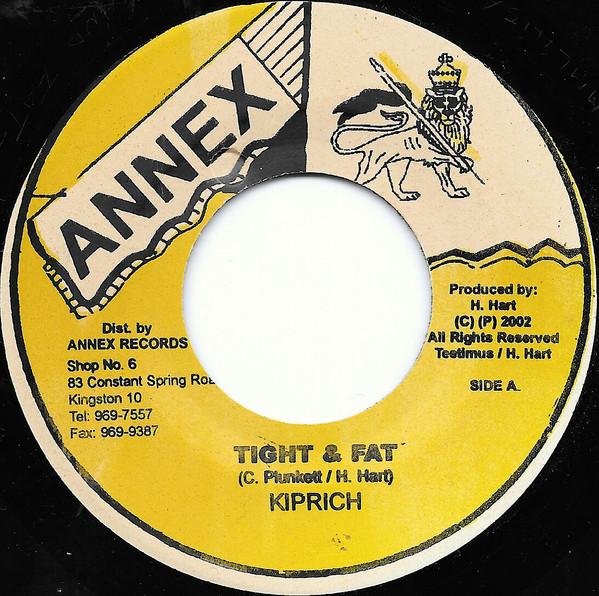 ANNEX
Dist. by
ANNEX RECORDS
Shop No. 6
83 Constant Spring Roa
Kingston 10
Tel: 969-7557
Fax: 969-9387
Produced by:
H. Hart
(C) (P) 2002
All Rights Reserved
Teetimus / H. Hart
SIDE A
TIGHT & FAT
(C. Plunkett / H. Hart)
KIPRICH